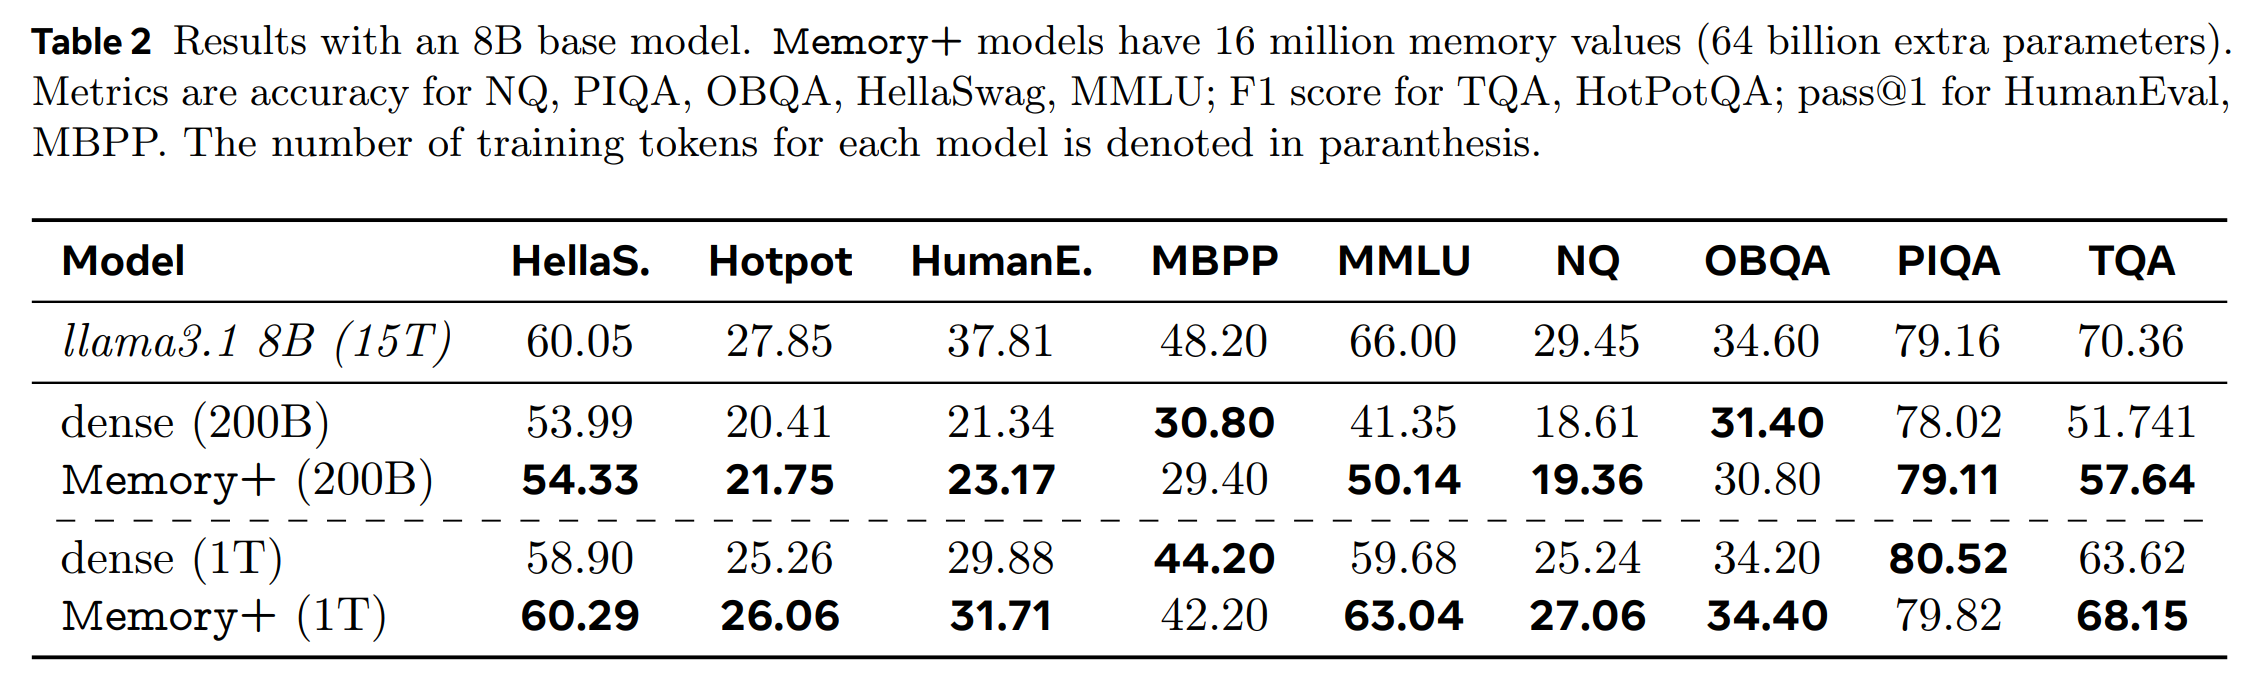 Table 2 Results with an 8B base model. Memory+ models have 16 million memory values (64 billion extra parameters).
Metrics are accuracy for NQ, PIQA, OBQA, HellaSwag, MMLU; F1 score for TQA, HotPotQA; pass@1 for HumanEval,
MBPP. The number of training tokens for each model is denoted in paranthesis.
Model HellaS. Hotpot HumanE. MBPP MMLU NQ OBQA PIQA TQA
llama3.1 8B (15T) 60.05 27.85 37.81 48.20 66.00 29.45 34.60 79.16 70.36
dense (200B) 53.99 20.41 21.34 30.80 41.35 18.61 31.40 78.02 51.741
Memory+ (200B) 54.33 21.75 23.17 29.40 50.14 19.36 30.80 79.11 57.64
dense (1T) 58.90 25.26 29.88 44.20 59.68 25.24 34.20 80.52 63.62
Memory+ (1T) 60.29 26.06 31.71 42.20 63.04 27.06 34.40 79.82 68.15